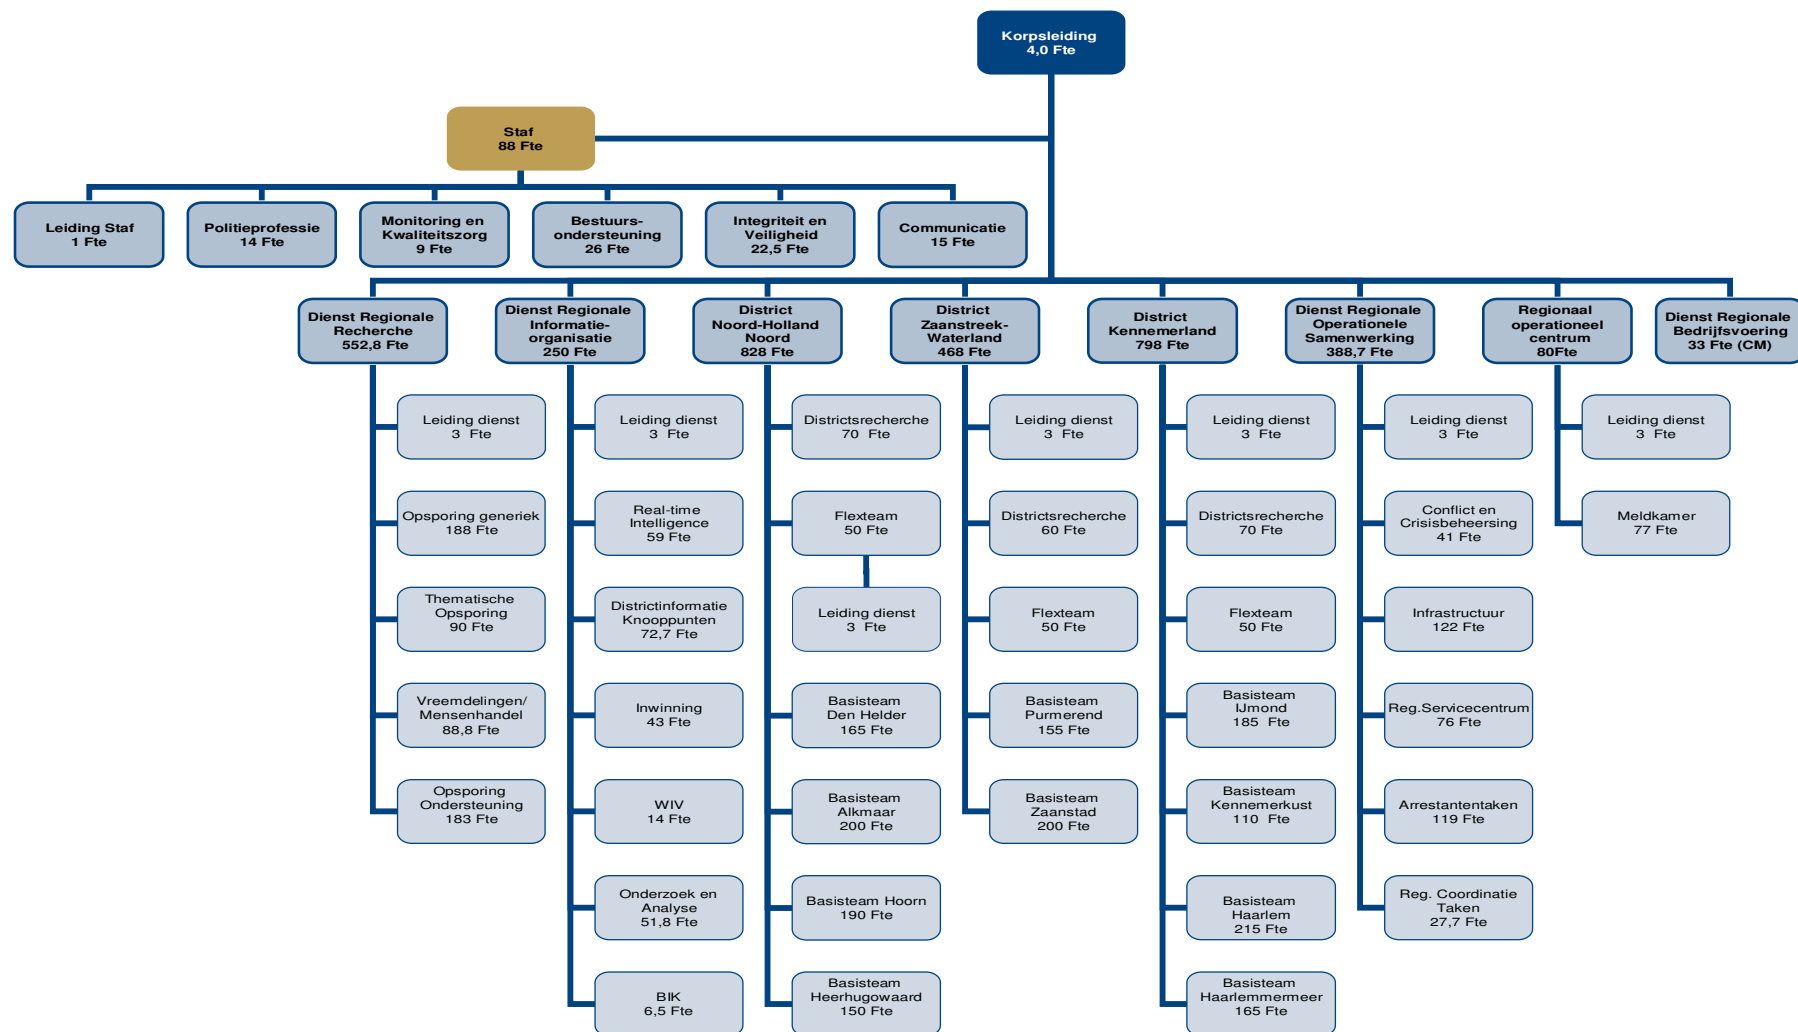 Korpsleiding
4,0 Fte
Staf
88 Fte
Leiding Staf
1 Fte
Politieprofessie
14 Fte
Monitoring en
Kwaliteitszorg
9 Fte
Bestuurs-
ondersteuning
26 Fte
Integriteit en
Veiligheid
22,5 Fte
Communicatie
15 Fte
Dienst Regionale
Recherche
552,8 Fte
Dienst Regionale
Informatie-
organisatie
250 Fte
District
Noord-Holland
Noord
828 Fte
District
Zaanstreek-
Waterland
468 Fte
District
Kennemerland
798 Fte
Dienst Regionale
Operationele
Samenwerking
388,7 Fte
Regionaal
operationeel
centrum
80Fte
Dienst Regionale
Bedrijfsvoering
33 Fte (CM)
Leiding dienst
3 Fte
Opsporing generiek
188 Fte
Thematische
Opsporing
90 Fte
Vreemdelingen/
Mensenhandel
88,8 Fte
Opsporing
Ondersteuning
183 Fte
Leiding dienst
3 Fte
Real-time
Intelligence
59 Fte
Districtinformatie
Knooppunten
72,7 Fte
Inwinning
43 Fte
WIV
14 Fte
Onderzoek en
Analyse
51,8 Fte
BIK
6,5 Fte
Districtsrecherche
70 Fte
Flexteam
50 Fte
Leiding dienst
3 Fte
Basisteam
Den Helder
165 Fte
Basisteam
Alkmaar
200 Fte
Basisteam Hoorn
190 Fte
Basisteam
Heerhugowaard
150 Fte
Leiding dienst
3 Fte
Districtsrecherche
60 Fte
Flexteam
50 Fte
Basisteam
Purmerend
155 Fte
Basisteam
Zaanstad
200 Fte
Leiding dienst
3 Fte
Districtsrecherche
70 Fte
Flexteam
50 Fte
Basisteam
IJmond
185 Fte
Basisteam
Kennemerkust
110 Fte
Basisteam
Haarlem
215 Fte
Basisteam
Haarlemmermeer
165 Fte
Leiding dienst
3 Fte
Conflict en
Crisisbeheersing
41 Fte
Infrastructuur
122 Fte
Reg.Servicecentrum
76 Fte
Arrestantentaken
119 Fte
Reg. Coordinatie
Taken
27,7 Fte
Leiding dienst
3 Fte
Meldkamer
77 Fte